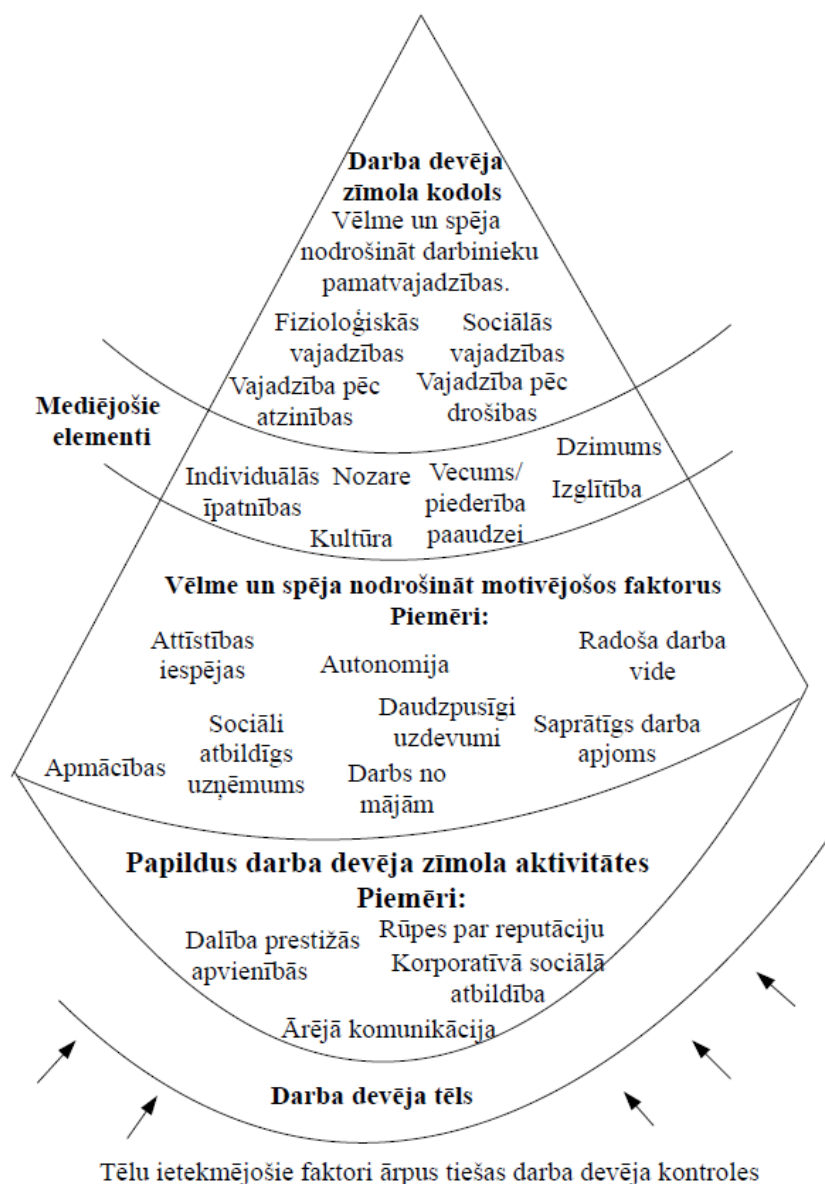 Darba devēja
zīmola kodols
Vēlme un spēja
nodrošināt darbinieku
pamatvajadzības.
Fizioloģiskās
vajadzības
Sociālās
vajadzības
Vajadzība pēc
atzinības
Vajadzība pēc
drošibas
Mediējošie
elementi
Individuālās
īpatnības
Nozare
Kultūra
Vecums/
piederība
paaudzei
Dzimums
Izglītība
Vēlme un spēja nodrošināt motivējošos faktorus
Piemēri:
Attīstības
iespējas
Autonomija
Radoša darba
vide
Apmācības
Sociāli
atbildīgs
uzņēmums
Daudzpusīgi
uzdevumi
Darbs no
mājām
Saprātīgs darba
apjoms
Papildus darba devēja zīmola aktivitātes
Piemēri:
Dalība prestižās
apvienībās
Rūpes par reputāciju
Korporatīvā sociālā
atbildība
Ārējā komunikācija
Darba devēja tēls
Tēlu ietekmējošie faktori ārpus tiešas darba devēja kontroles